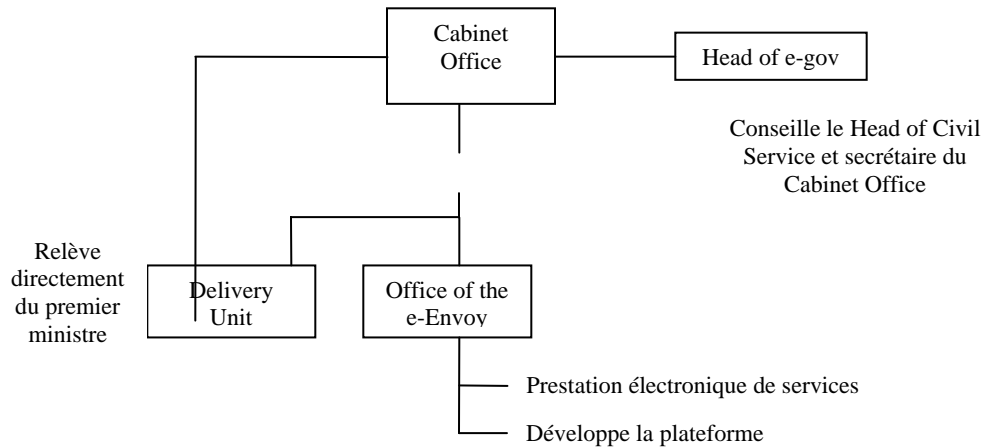 Cabinet
Office
Head of e-gov
Conseille le Head of Civil
Service et secrétaire du
Cabinet Office
Relève
directement
du premier
ministre
Delivery
Unit
Office of the
e-Envoy
Prestation électronique de services
Développe la plateforme